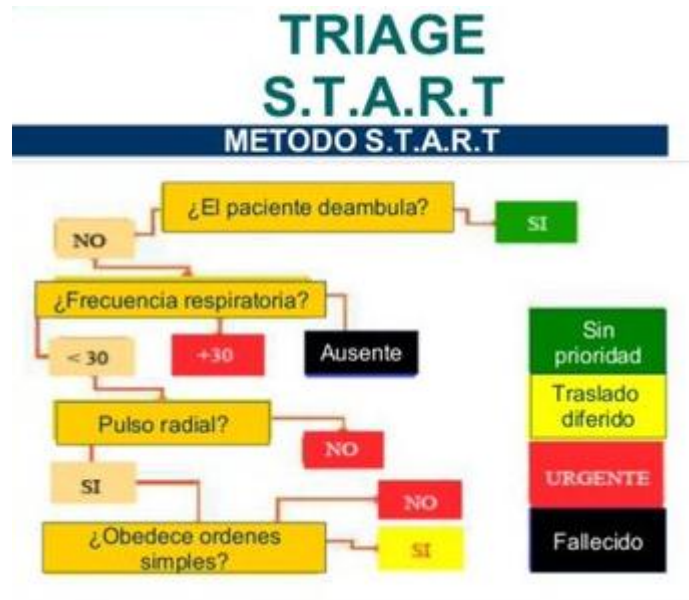 TRIAGE
S.T.A.R.T
METODO S.T.A.R.T
¿El paciente deambula?
SI
NO
¿Frecuencia respiratoria?
< 30
+30
Ausente
Pulso radial?
NO
SI
NO
¿Obedece ordenes
simples?
SI
Sin
prioridad
Traslado
diferido
URGENTE
Fallecido